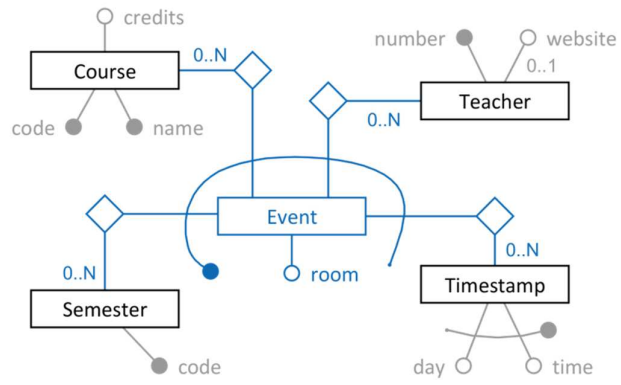 credits
Course
0..N
code
name
number
website
0..1
Teacher
0..N
Event
room
0..N
Semester
code
0..N
Timestamp
day
time